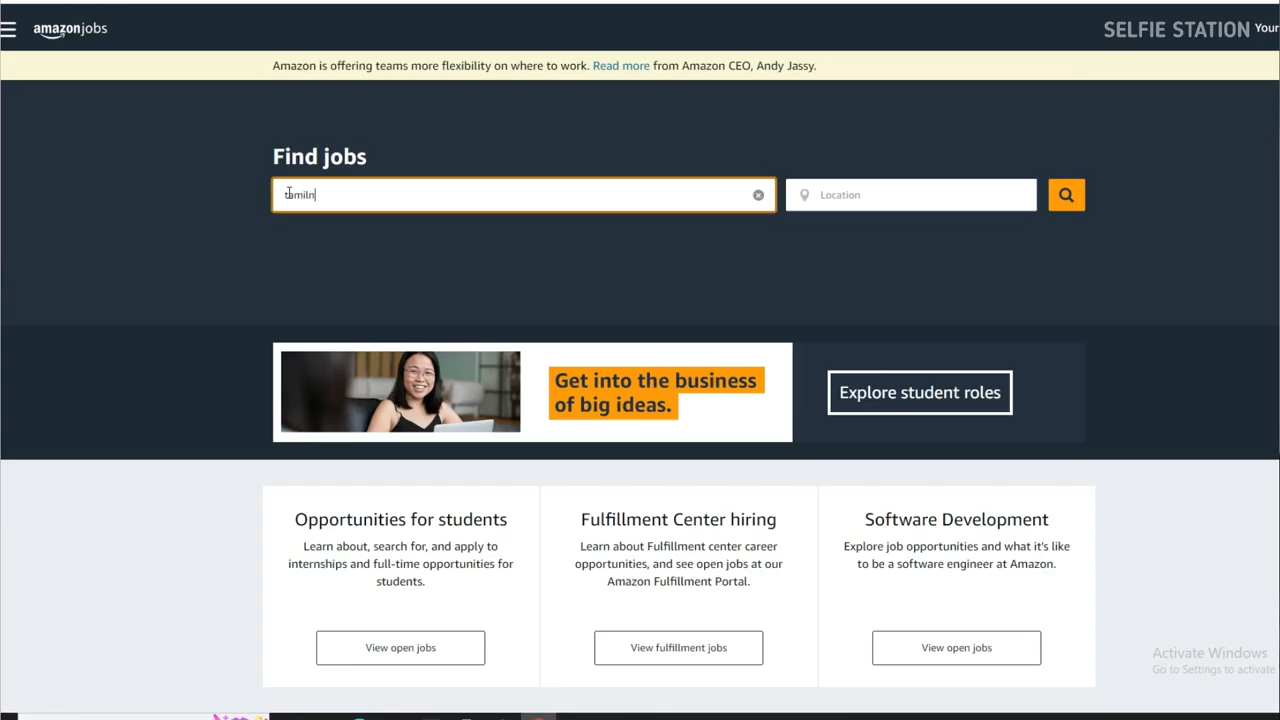 amazonjobs
SELFIE STATION Your
Amazon is offering teams more flexibility on where to work. Read more from Amazon CEO, Andy Jassy.
Find jobs
tamiln
Location
Get into the business
of big ideas.
Explore student roles
Opportunities for students
Learn about, search for, and apply to
internships and full-time opportunities for
students.
View open jobs
Fulfillment Center hiring
Learn about Fulfillment center career
opportunities, and see open jobs at our
Amazon Fulfillment Portal.
View fulfillment jobs
Software Development
Explore job opportunities and what it's like
to be a software engineer at Amazon.
View open jobs
Activate Windows
Go to Settings to activate